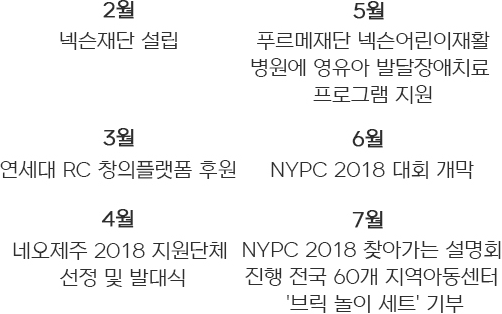 2월
넥슨재단 설립
3월
연세대 RC 창의플랫폼 후원
4월
네오제주 2018 지원단체
선정 및 발대식
5월
푸르메재단 넥슨어린이재활
병원에 영유아 발달장애치료
프로그램 지원
6월
NYPC 2018 대회 개막
7월
NYPC 2018 찾아가는 설명회
진행 전국 60개 지역아동센터
'브릭 놀이 세트' 기부